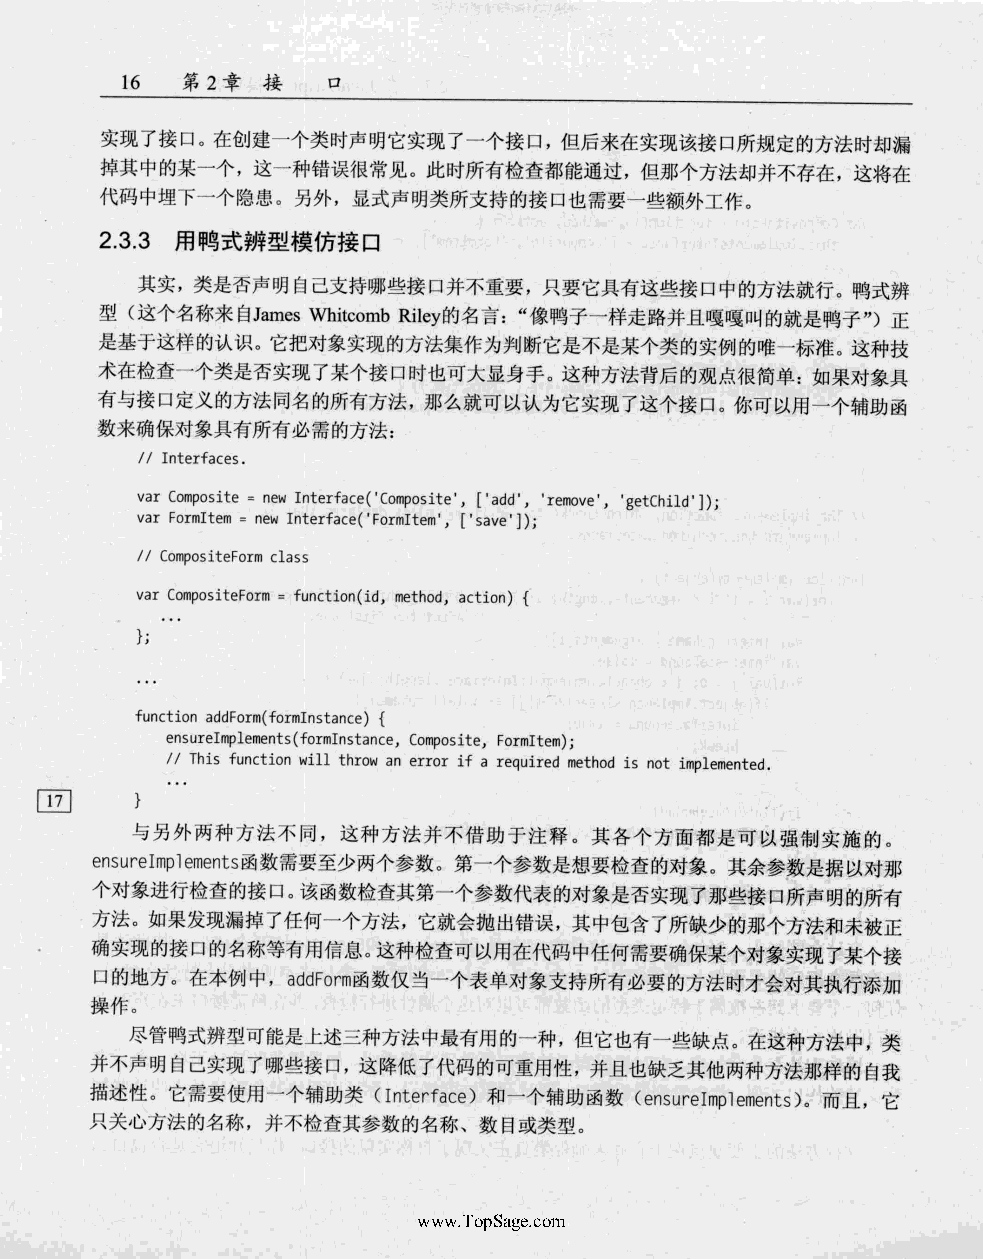 16 第2章 接 口
实现了接口。在创建一个类时声明它实现了一个接口，但后来在实现该接口所规定的方法时却漏
掉其中的某一个，这一种错误很常见。此时所有检查都能通过，但那个方法却并不存在，这将在
代码中埋下一个隐患。另外，显式声明类所支持的接口也需要一些额外工作。
2.3.3 用鸭式辨型模仿接口
其实，类是否声明自己支持哪些接口并不重要，只要它具有这些接口中的方法就行。鸭式辨
型（这个名称来自James Whitcomb Riley的名言：“像鸭子一样走路并且嘎嘎叫的就是鸭子”）正
是基于这样的认识。它把对象实现的方法集作为判断它是不是某个类的实例的唯一标准。这种技
术在检查一个类是否实现了某个接口时也可大显身手。这种方法背后的观点很简单：如果对象具
有与接口定义的方法同名的所有方法，那么就可以认为它实现了这个接口。你可以用一个辅助函
数来确保对象具有所有必需的方法：
// Interfaces.
var Composite = new Interface('Composite', ['add', 'remove', 'getChild']);
var FormItem = new Interface('FormItem', ['save']);
// CompositeForm class
var CompositeForm = function(id, method, action) {
...
};
...
function addForm(formInstance) {
ensureImplements(formInstance, Composite, FormItem);
// This function will throw an error if a required method is not implemented.
...
17 }
与另外两种方法不同，这种方法并不借助于注释。其各个方面都是可以强制实施的。
ensureImplements函数需要至少两个参数。第一个参数是想要检查的对象。其余参数是据以对那
个对象进行检查的接口。该函数检查其第一个参数代表的对象是否实现了那些接口所声明的所有
方法。如果发现漏掉了任何一个方法，它就会抛出错误，其中包含了所缺少的那个方法和未被正
确实现的接口的名称等有用信息。这种检查可以用在代码中任何需要确保某个对象实现了某个接
口的地方。在本例中，addForm函数仅当一个表单对象支持所有必要的方法时才会对其执行添加
操作。
尽管鸭式辨型可能是上述三种方法中最有用的一种，但它也有一些缺点。在这种方法中，类
并不声明自己实现了哪些接口，这降低了代码的可重用性，并且也缺乏其他两种方法那样的自我
描述性。它需要使用一个辅助类（Interface）和一个辅助函数（ensureImplements）。而且，它
只关心方法的名称，并不检查其参数的名称、数目或类型。
www.TopSage.com